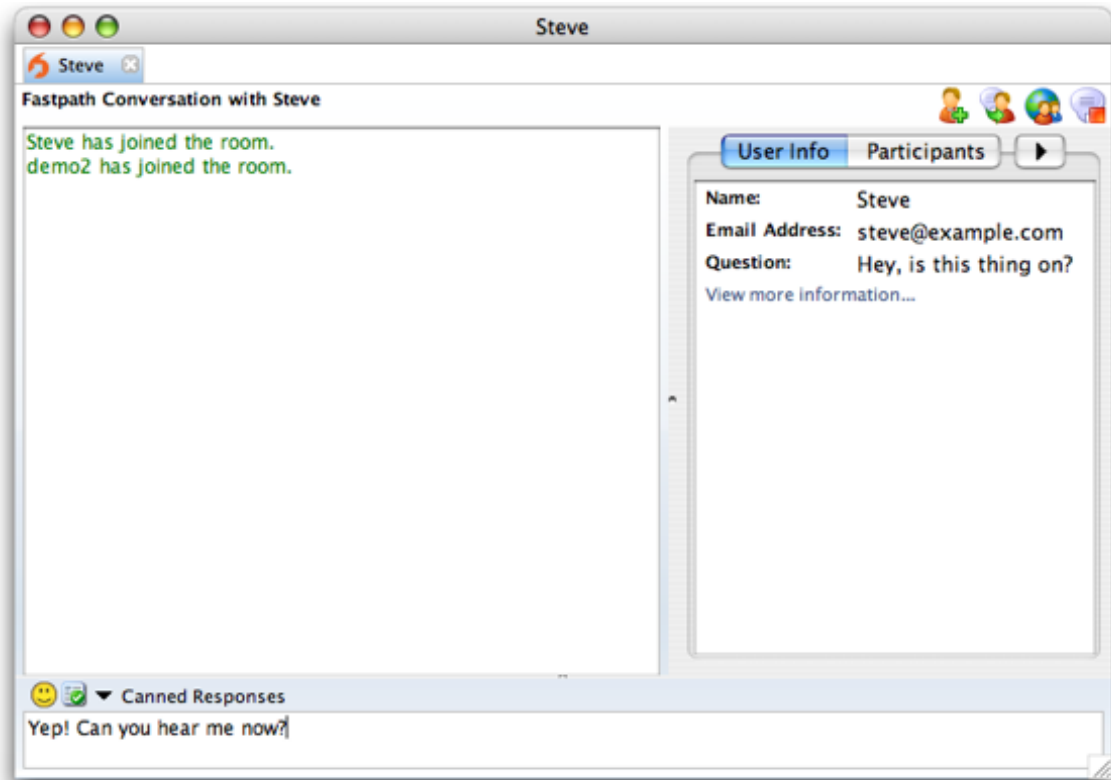 Steve
Steve
Fastpath Conversation with Steve
Steve has joined the room.
demo2 has joined the room.
User Info Participants
Name: Steve
Email Address: steve@example.com
Question: Hey, is this thing on?
View more information...
Canned Responses
Yep! Can you hear me now?